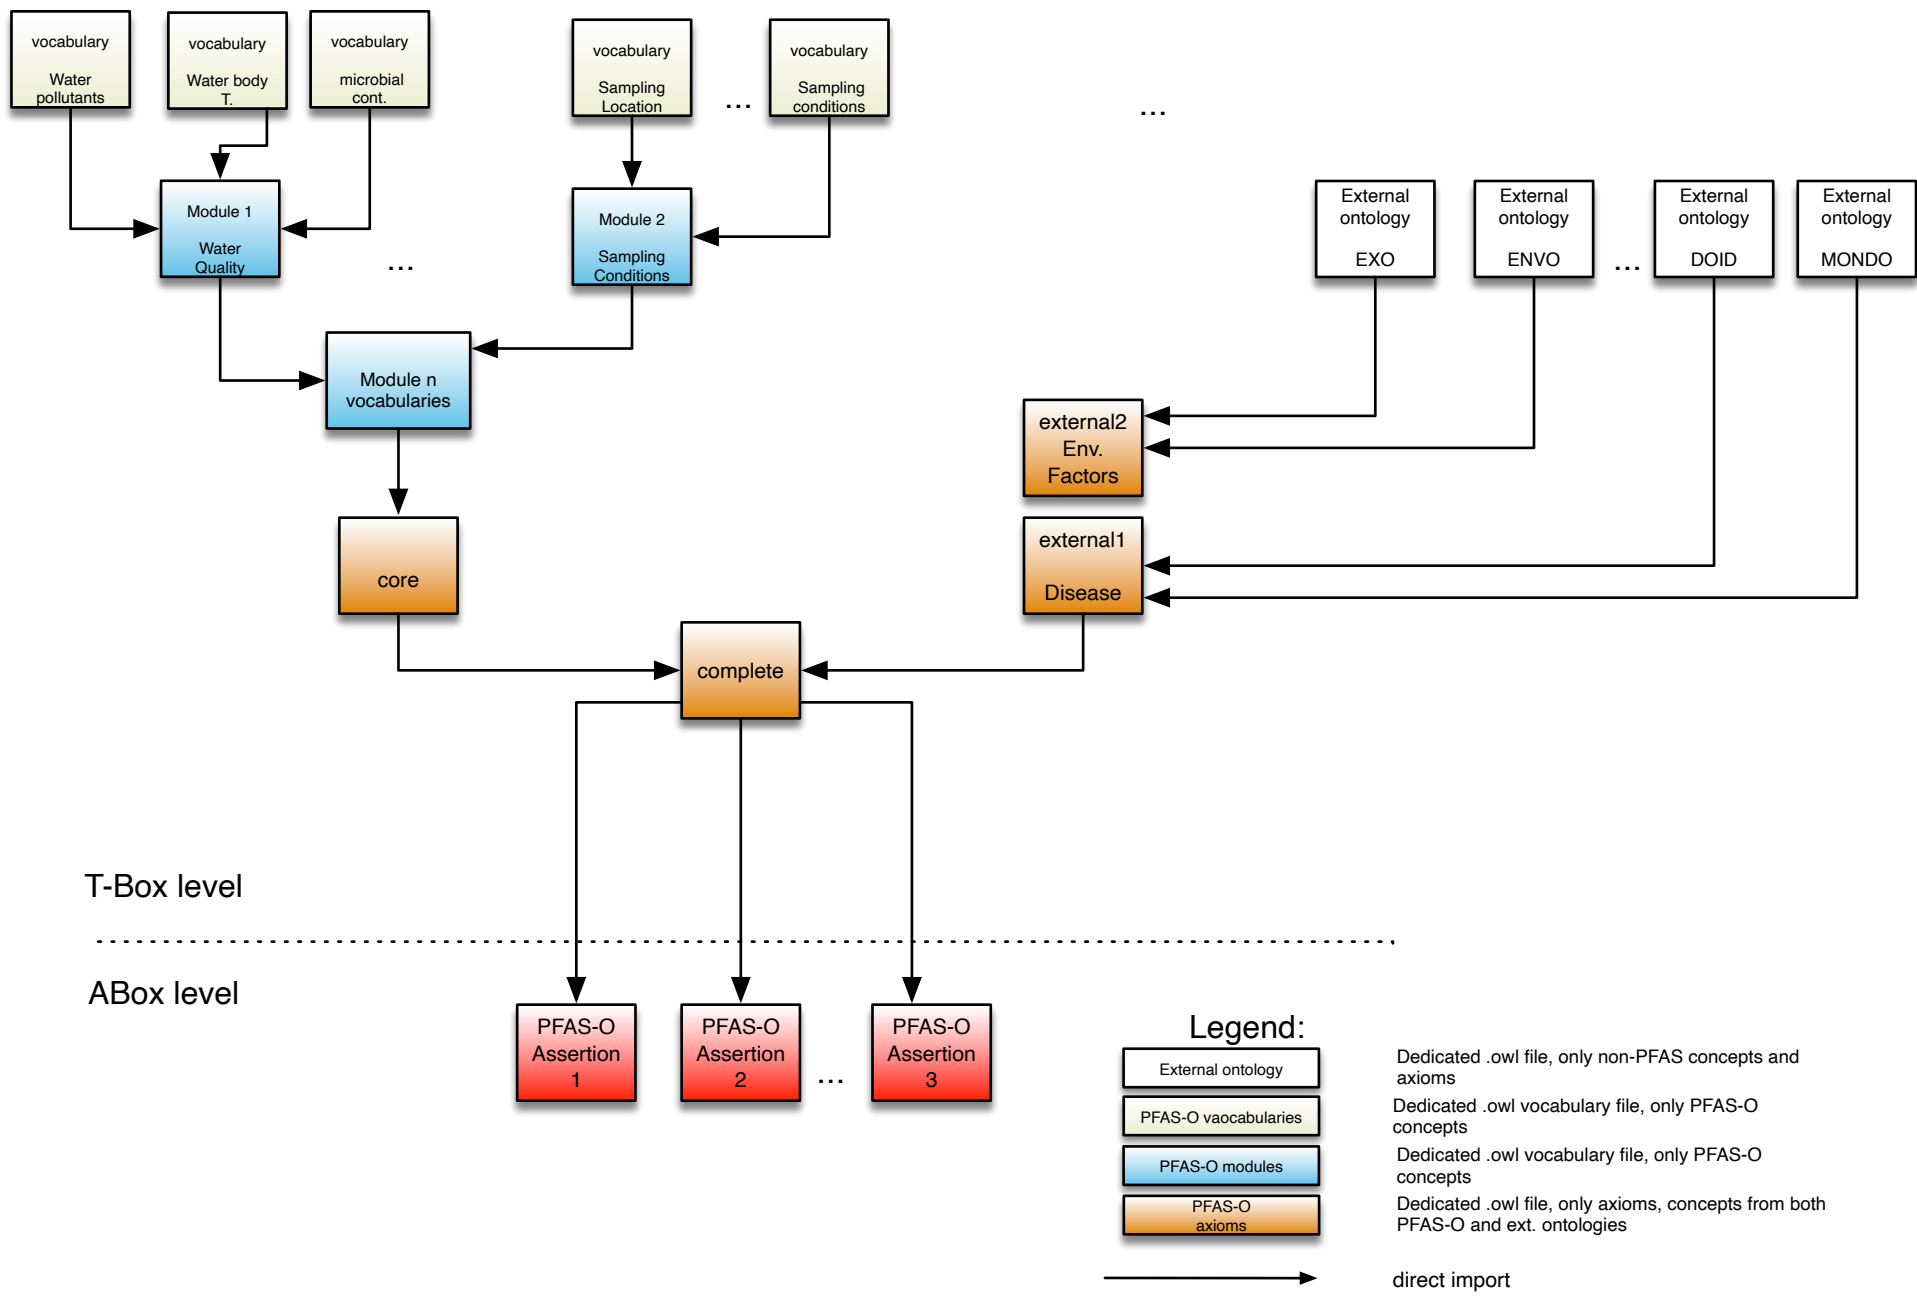 vocabulary
Water
pollutants
vocabulary
Water body
T.
vocabulary
microbial
cont.
vocabulary
Sampling
Location
...
vocabulary
Sampling
conditions
...
Module 1
Water
Quality
...
Module 2
Sampling
Conditions
External
ontology
EXO
External
ontology
ENVO
...
External
ontology
DOID
External
ontology
MONDO
Module n
vocabularies
external2
Env.
Factors
core
external1
Disease
complete
T-Box level
ABox level
PFAS-O
Assertion
1
PFAS-O
Assertion
2
...
PFAS-O
Assertion
3
Legend:
External ontology
Dedicated .owl file, only non-PFAS concepts and
axioms
PFAS-O vaocabularies
Dedicated .owl vocabulary file, only PFAS-O
concepts
PFAS-O modules
Dedicated .owl vocabulary file, only PFAS-O
concepts
PFAS-O
axioms
Dedicated .owl file, only axioms, concepts from both
PFAS-O and ext. ontologies
direct import